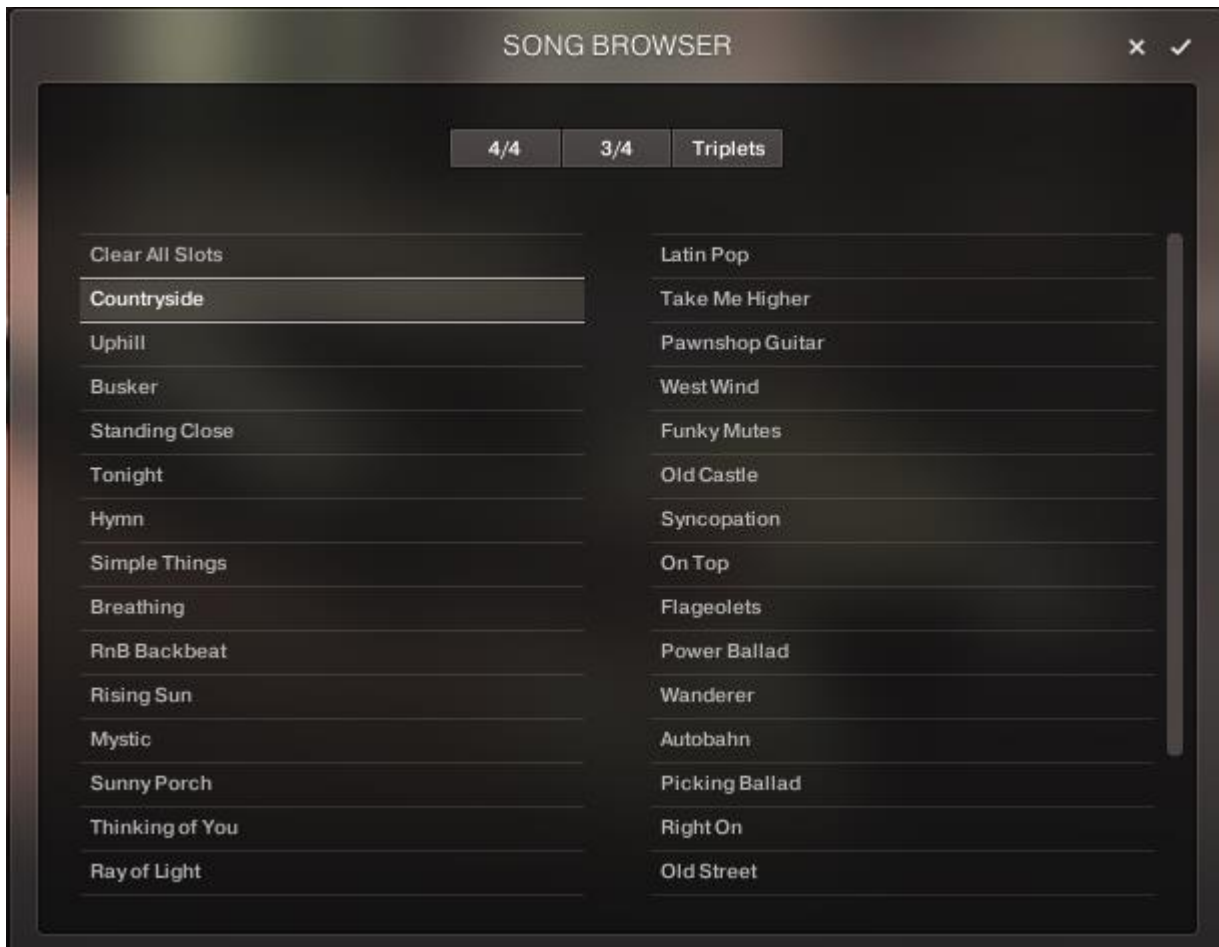 SONG BROWSER
4/4 3/4 Triplets
Clear All Slots
Countryside
Uphill
Busker
Standing Close
Tonight
Hymn
Simple Things
Breathing
RnB Backbeat
Rising Sun
Mystic
Sunny Porch
Thinking of You
Ray of Light
Latin Pop
Take Me Higher
Pawnshop Guitar
West Wind
Funky Mutes
Old Castle
Syncopation
On Top
Flageolets
Power Ballad
Wanderer
Autobahn
Picking Ballad
Right On
Old Street